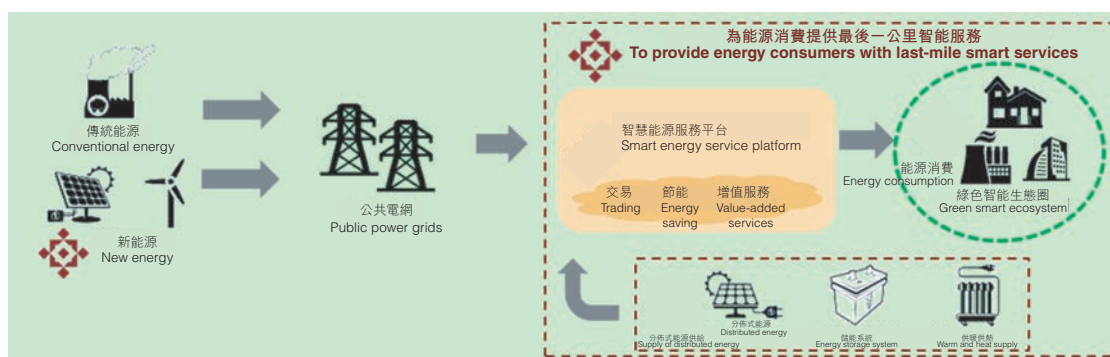 為能源消費提供最後一公里智能服務
To provide energy consumers with last-mile smart services
傳統能源
Conventional energy
新能源
New energy
公共電網
Public power grids
智慧能源服務平台
Smart energy service platform
交易
Trading
節能
Energy
saving
增值服務
Value-added
services
能源消費
Energy consumption
綠色智能生態圈
Green smart ecosystem
分佈式能源
Distributed energy
分佈式能源供給
Supply of distributed energy
儲能系統
Energy storage system
供暖供熱
Warm and heat supply